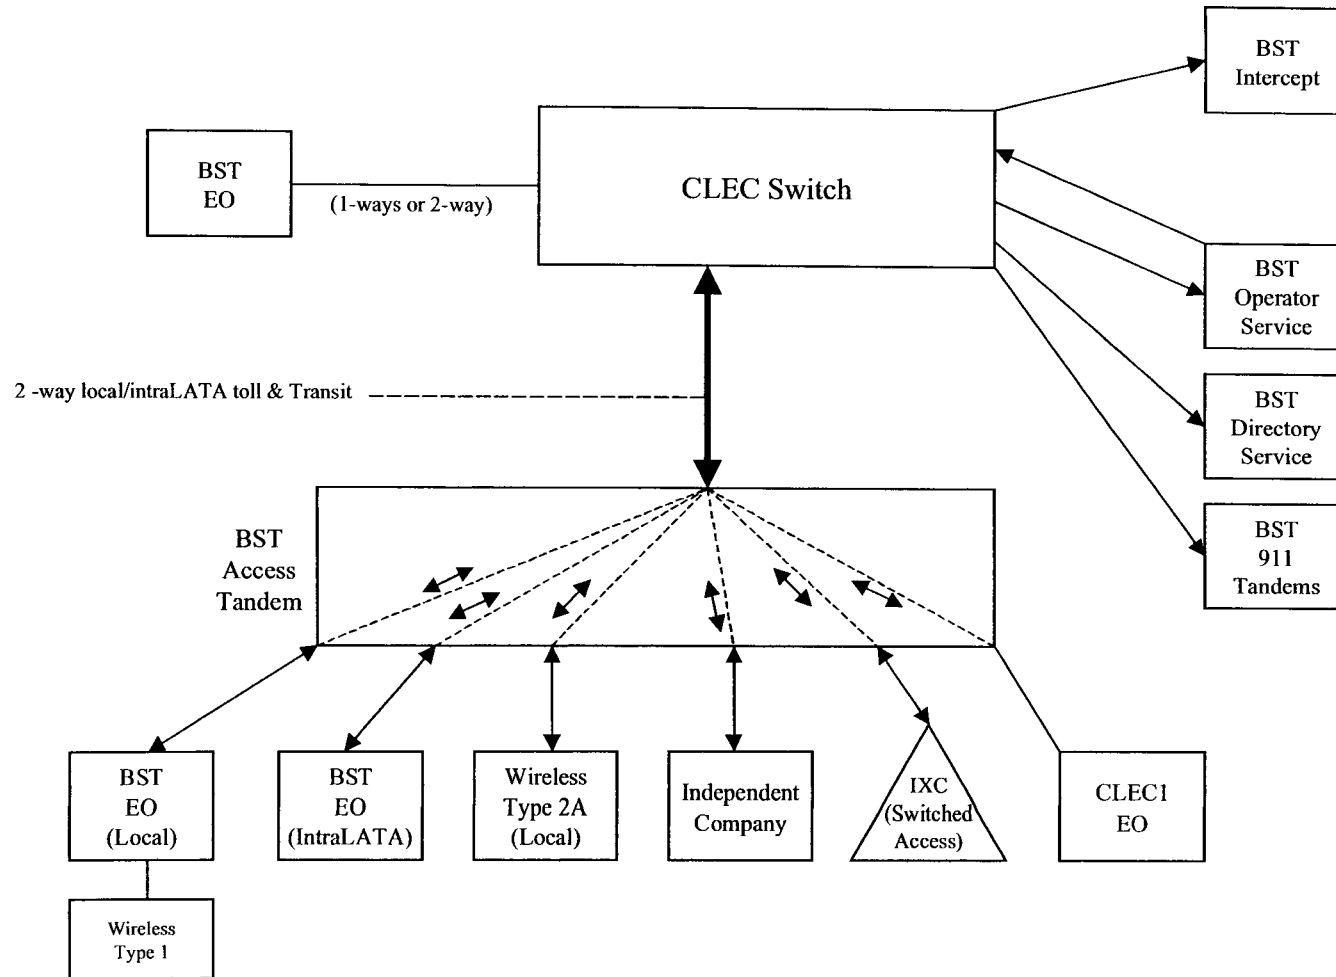 BST
Intercept
BST
EO
(1-ways or 2-way)
CLEC Switch
BST
Operator
Service
2 -way local/intraLATA toll & Transit
BST
Directory
Service
BST
Access
Tandem
BST
911
Tandems
BST
EO
(Local)
BST
EO
(IntraLATA)
Wireless
Type 2A
(Local)
Independent
Company
IXC
(Switched
Access)
CLEC1
EO
Wireless
Type 1